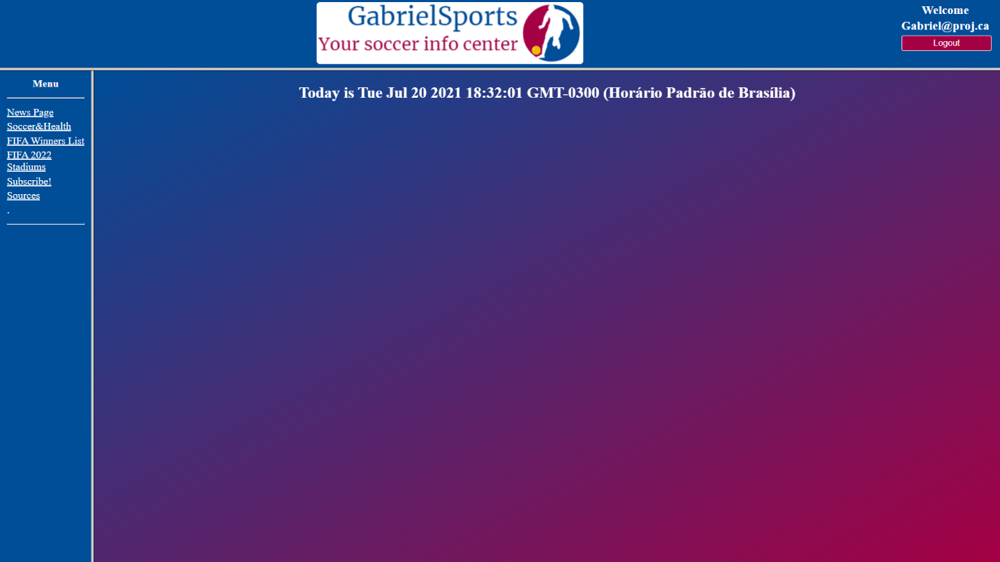 GabrielSports
Your soccer info center
Welcome
Gabriel@proj.ca
Logout
Menu
News Page
Soccer&Health
FIFA Winners List
FIFA 2022
Stadiums
Subscribe!
Sources
.
Today is Tue Jul 20 2021 18:32:01 GMT-0300 (Horário Padrão de Brasília)